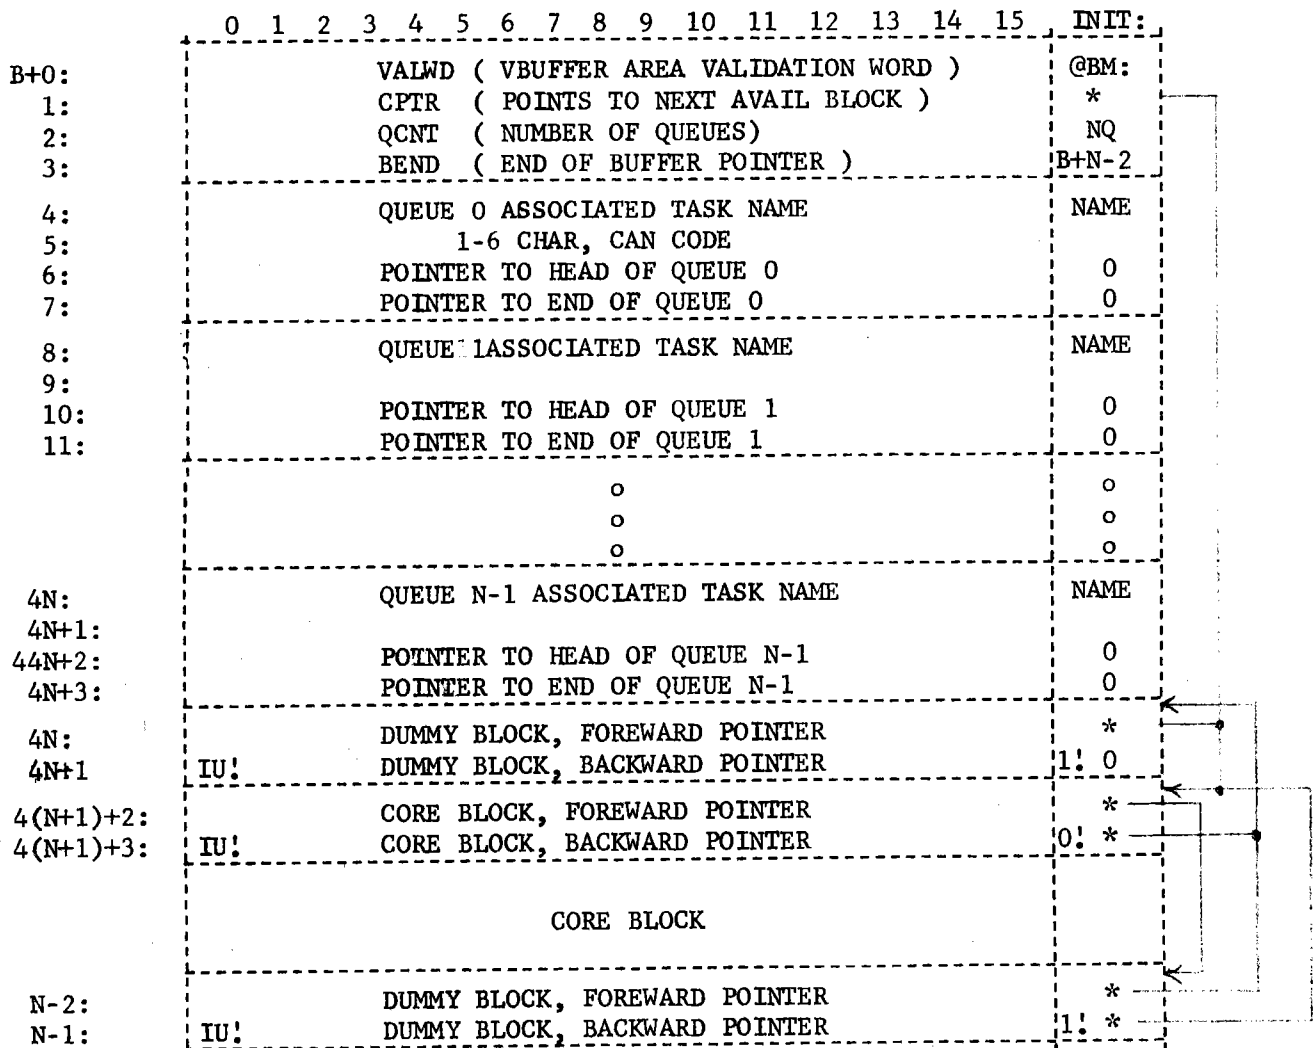 0 1 2 3 4 5 6 7 8 9 10 11 12 13 14 15 INIT:
B+0: VALWD ( VBUFFER AREA VALIDATION WORD ) @BM:
1: CPTR ( POINTS TO NEXT AVAIL BLOCK ) *
2: QCNT ( NUMBER OF QUEUES) NQ
3: BEND ( END OF BUFFER POINTER ) B+N-2
4: QUEUE 0 ASSOCIATED TASK NAME NAME
5: 1-6 CHAR, CAN CODE
6: POINTER TO HEAD OF QUEUE 0 0
7: POINTER TO END OF QUEUE 0 0
8: QUEUE 1ASSOCIATED TASK NAME NAME
9:
10: POINTER TO HEAD OF QUEUE 1 0
11: POINTER TO END OF QUEUE 1 0
o o
o o
o o
4N: QUEUE N-1 ASSOCIATED TASK NAME NAME
4N+1:
44N+2: POINTER TO HEAD OF QUEUE N-1 0
4N+3: POINTER TO END OF QUEUE N-1 0
4N: DUMMY BLOCK, FOREWARD POINTER *
4N+1 IU! DUMMY BLOCK, BACKWARD POINTER 1! 0
4(N+1)+2: CORE BLOCK, FOREWARD POINTER *
4(N+1)+3: IU! CORE BLOCK, BACKWARD POINTER 0! *
CORE BLOCK
N-2: DUMMY BLOCK, FOREWARD POINTER *
N-1: IU! DUMMY BLOCK, BACKWARD POINTER 1! *